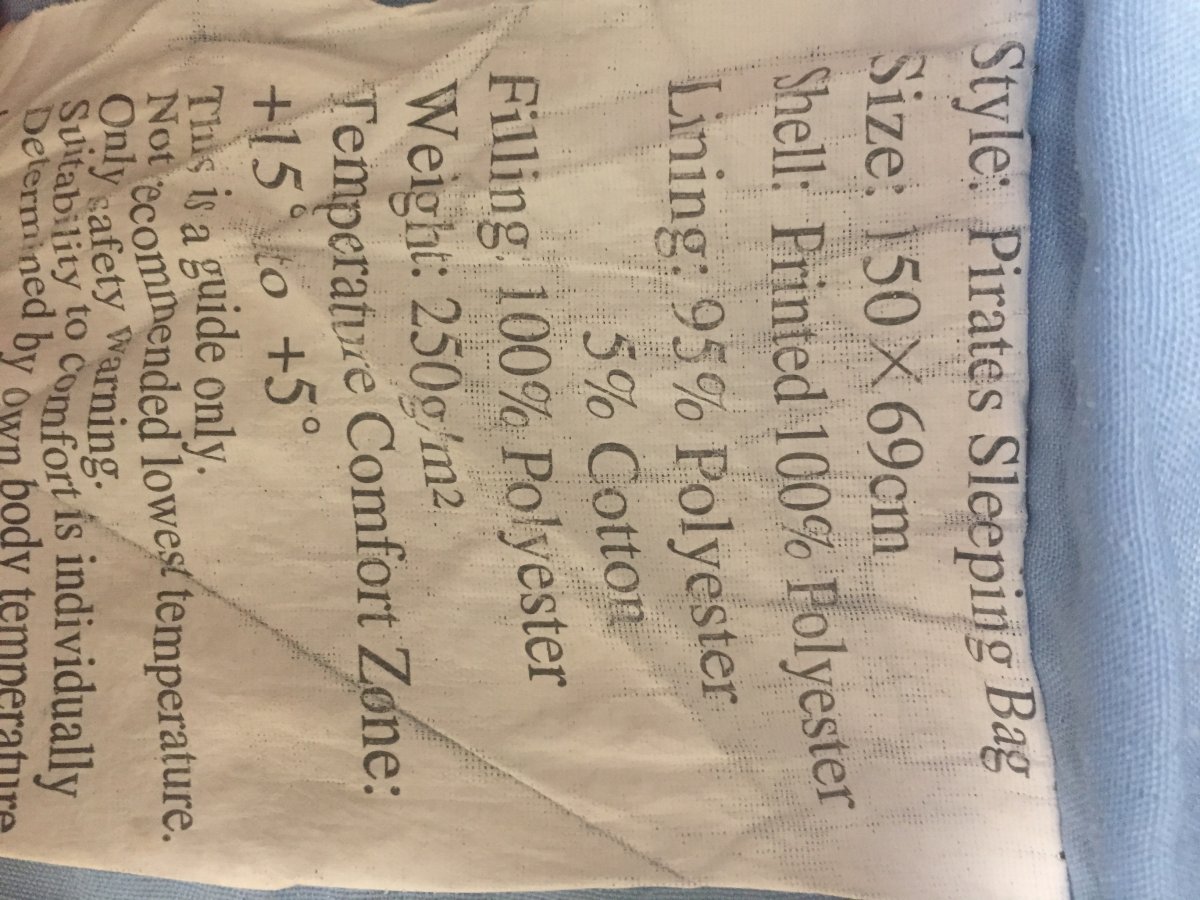 Style: Pirates Sleeping Bag
Size: 150×69cm
Shell: Printed 100% Polyester
Lining: 95% Polyester
5% Cotton
Filling: 100% Polyester
Weight: 250g/m²
Temperature Comfort Zone:
+15° to +5°
This is a guide only.
Not recommended lowest temperature.
Only safety warning.
Suitability to Comfort is individually
Determined by own body temperature